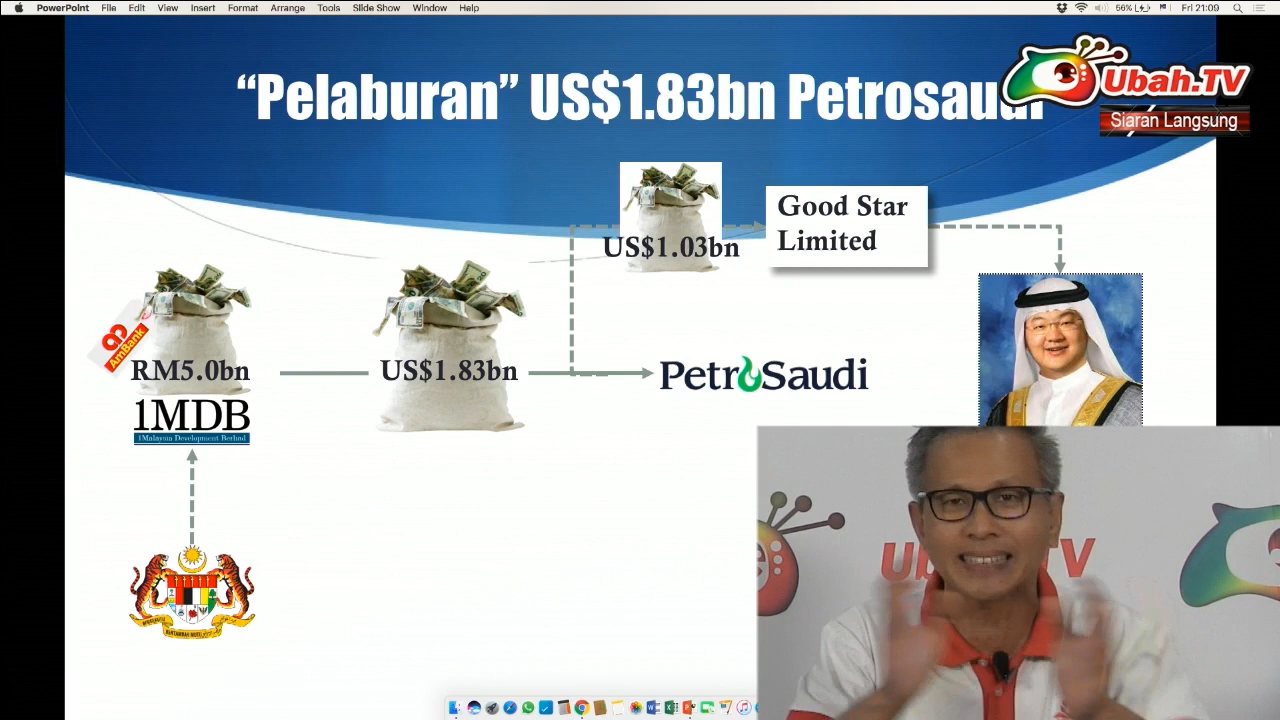 PowerPoint File Edit View Insert Format Arrange Tools Slide Show Window Help 56% Fri 21:09
“Pelaburan” US$1.83bn Petrosaudi
Ubah.TV
Siaran Langsung
US$1.03bn
Good Star
Limited
AmBank
RM5.0bn
US$1.83bn
PetroSaudi
1MDB
1Malaysia Development Berhad
TV